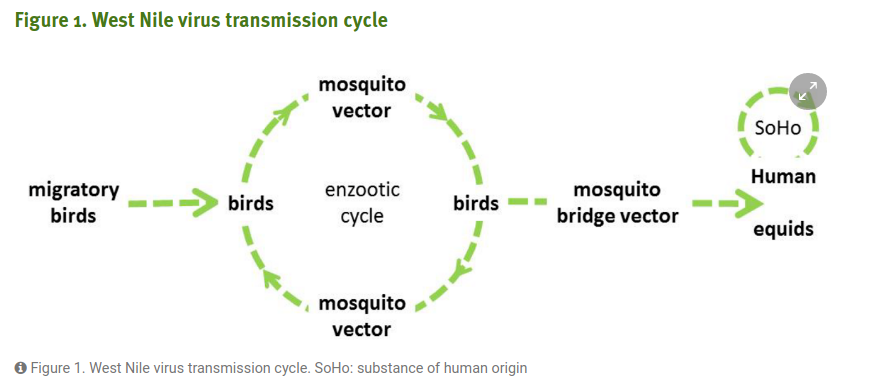 Figure 1. West Nile virus transmission cycle
mosquito
vector
SoHo
Human
migratory
birds
birds
enzootic
cycle
birds
mosquito
bridge vector
equids
mosquito
vector
Figure 1. West Nile virus transmission cycle. SoHo: substance of human origin